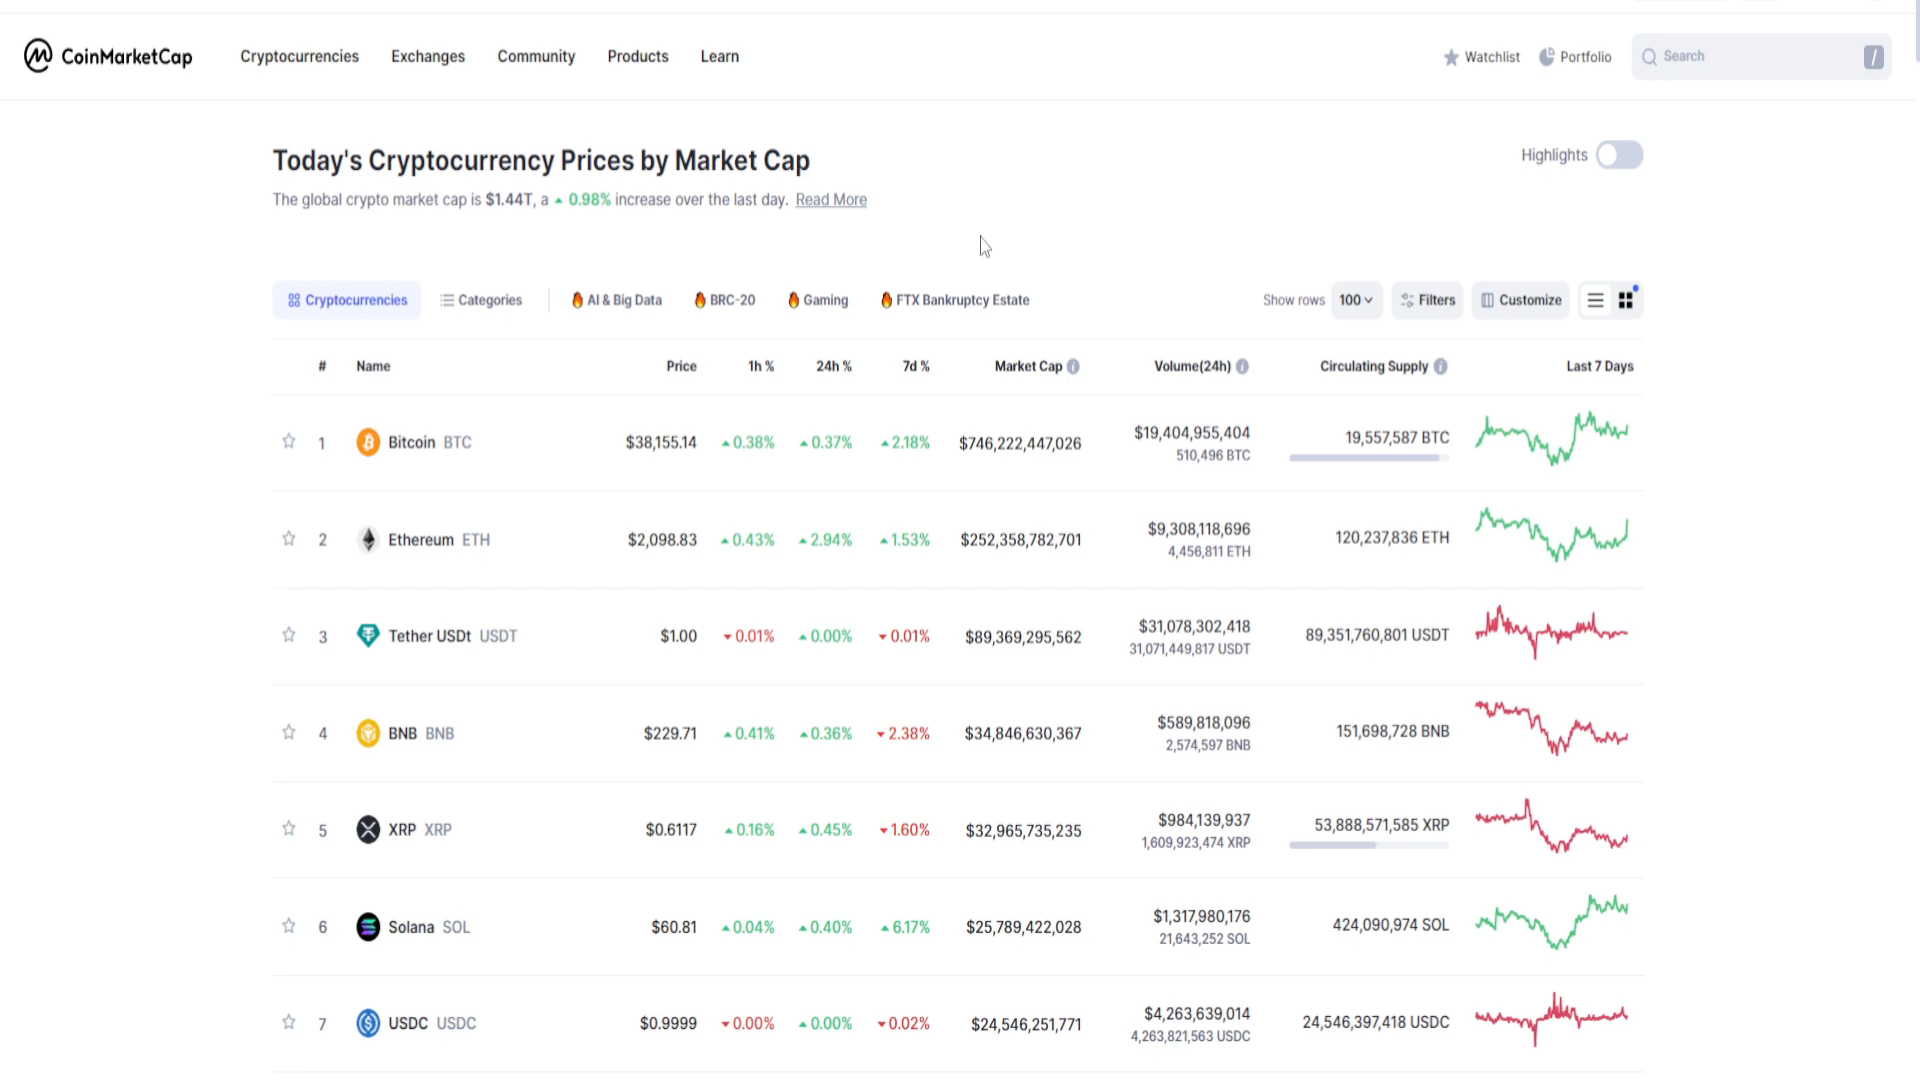 CoinMarketCap Cryptocurrencies Exchanges Community Products Learn Watchlist Portfolio Search /
Today's Cryptocurrency Prices by Market Cap Highlights
The global crypto market cap is $1.44T, a 0.98% increase over the last day. Read More
Cryptocurrencies Categories AI & Big Data BRC-20 Gaming FTX Bankruptcy Estate Show rows 100 Filters Customize
# Name Price 1h % 24h % 7d % Market Cap Volume(24h) Circulating Supply Last 7 Days
1 Bitcoin BTC $38,155.14 0.38% 0.37% 2.18% $746,222,447,026 $19,404,955,404 19,557,587 BTC
510,496 BTC
2 Ethereum ETH $2,098.83 0.43% 2.94% 1.53% $252,358,782,701 $9,308,118,696 120,237,836 ETH
4,456,811 ETH
3 Tether USDt USDT $1.00 0.01% 0.00% 0.01% $89,369,295,562 $31,078,302,418 89,351,760,801 USDT
31,071,449,817 USDT
4 BNB BNB $229.71 0.41% 0.36% 2.38% $34,846,630,367 $589,818,096 151,698,728 BNB
2,574,597 BNB
5 XRP XRP $0.6117 0.16% 0.45% 1.60% $32,965,735,235 $984,139,937 53,888,571,585 XRP
1,609,923,474 XRP
6 Solana SOL $60.81 0.04% 0.40% 6.17% $25,789,422,028 $1,317,980,176 424,090,974 SOL
21,643,252 SOL
7 USDC USDC $0.9999 0.00% 0.00% 0.02% $24,546,251,771 $4,263,639,014 24,546,397,418 USDC
4,263,821,563 USDC